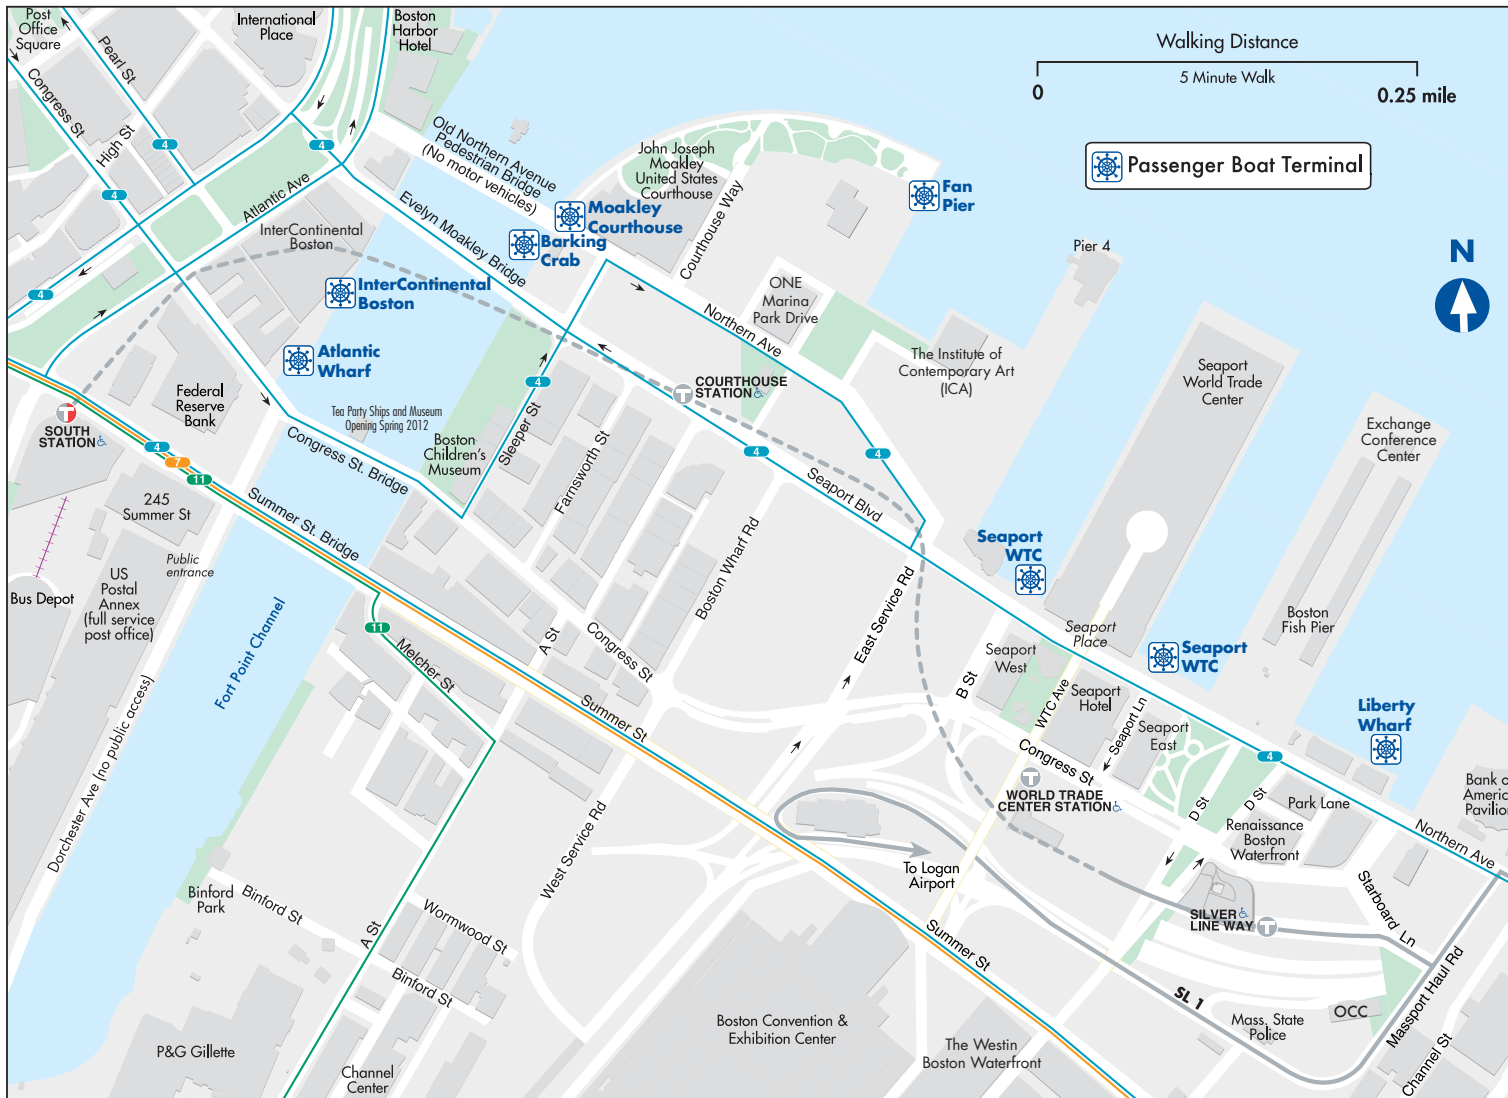 Post
Office
Square
International
Place
Boston
Harbor
Hotel
Pearl St
Congress St
High St
4
4
4
Atlantic Ave
4
Old Northern Avenue
Pedestrian Bridge
(No motor vehicles)
John Joseph
Moakley
United States
Courthouse
Courthouse Way
Walking Distance
5 Minute Walk
0
0.25 mile
Passenger Boat Terminal
Fan
Pier
Moakley
Courthouse
Barking
Crab
Evelyn Moakley Bridge
InterContinental
Boston
InterContinental
Boston
Pier 4
N
ONE
Marina
Park Drive
Northern Ave
The Institute of
Contemporary Art
(ICA)
Seaport
World Trade
Center
Exchange
Conference
Center
Atlantic
Wharf
Federal
Reserve
Bank
Tea Party Ships and Museum
Opening Spring 2012
COURTHOUSE
STATION
4
SOUTH
STATION
4
7
11
Congress St. Bridge
Boston
Children's
Museum
Sleeper St
Farnsworth St
4
4
Seaport Blvd
245
Summer St
Summer St. Bridge
Public
entrance
Boston Wharf Rd
Seaport
WTC
US
Postal
Annex
(full service
post office)
Bus Depot
Fort Point Channel
11
Melcher St
A St
Congress St
East Service Rd
Seaport
Place
Boston
Fish Pier
Seaport
West
Seaport
WTC
B St
WTC Ave
Seaport
Hotel
Seaport Ln
Seaport
East
Liberty
Wharf
Summer St
Congress St
4
Dorchester Ave (no public access)
WORLD TRADE
CENTER STATION
D St
D St
Park Lane
Renaissance
Boston
Waterfront
Northern Ave
West Service Rd
To Logan
Airport
Binford
Park
Binford St
A St
Wormwood St
Binford St
SILVER
LINE WAY
Starboard Ln
Summer St
SL 1
Massport Haul Rd
Mass. State
Police
OCC
Channel St
P&G Gillette
Channel
Center
Boston Convention &
Exhibition Center
The Westin
Boston Waterfront